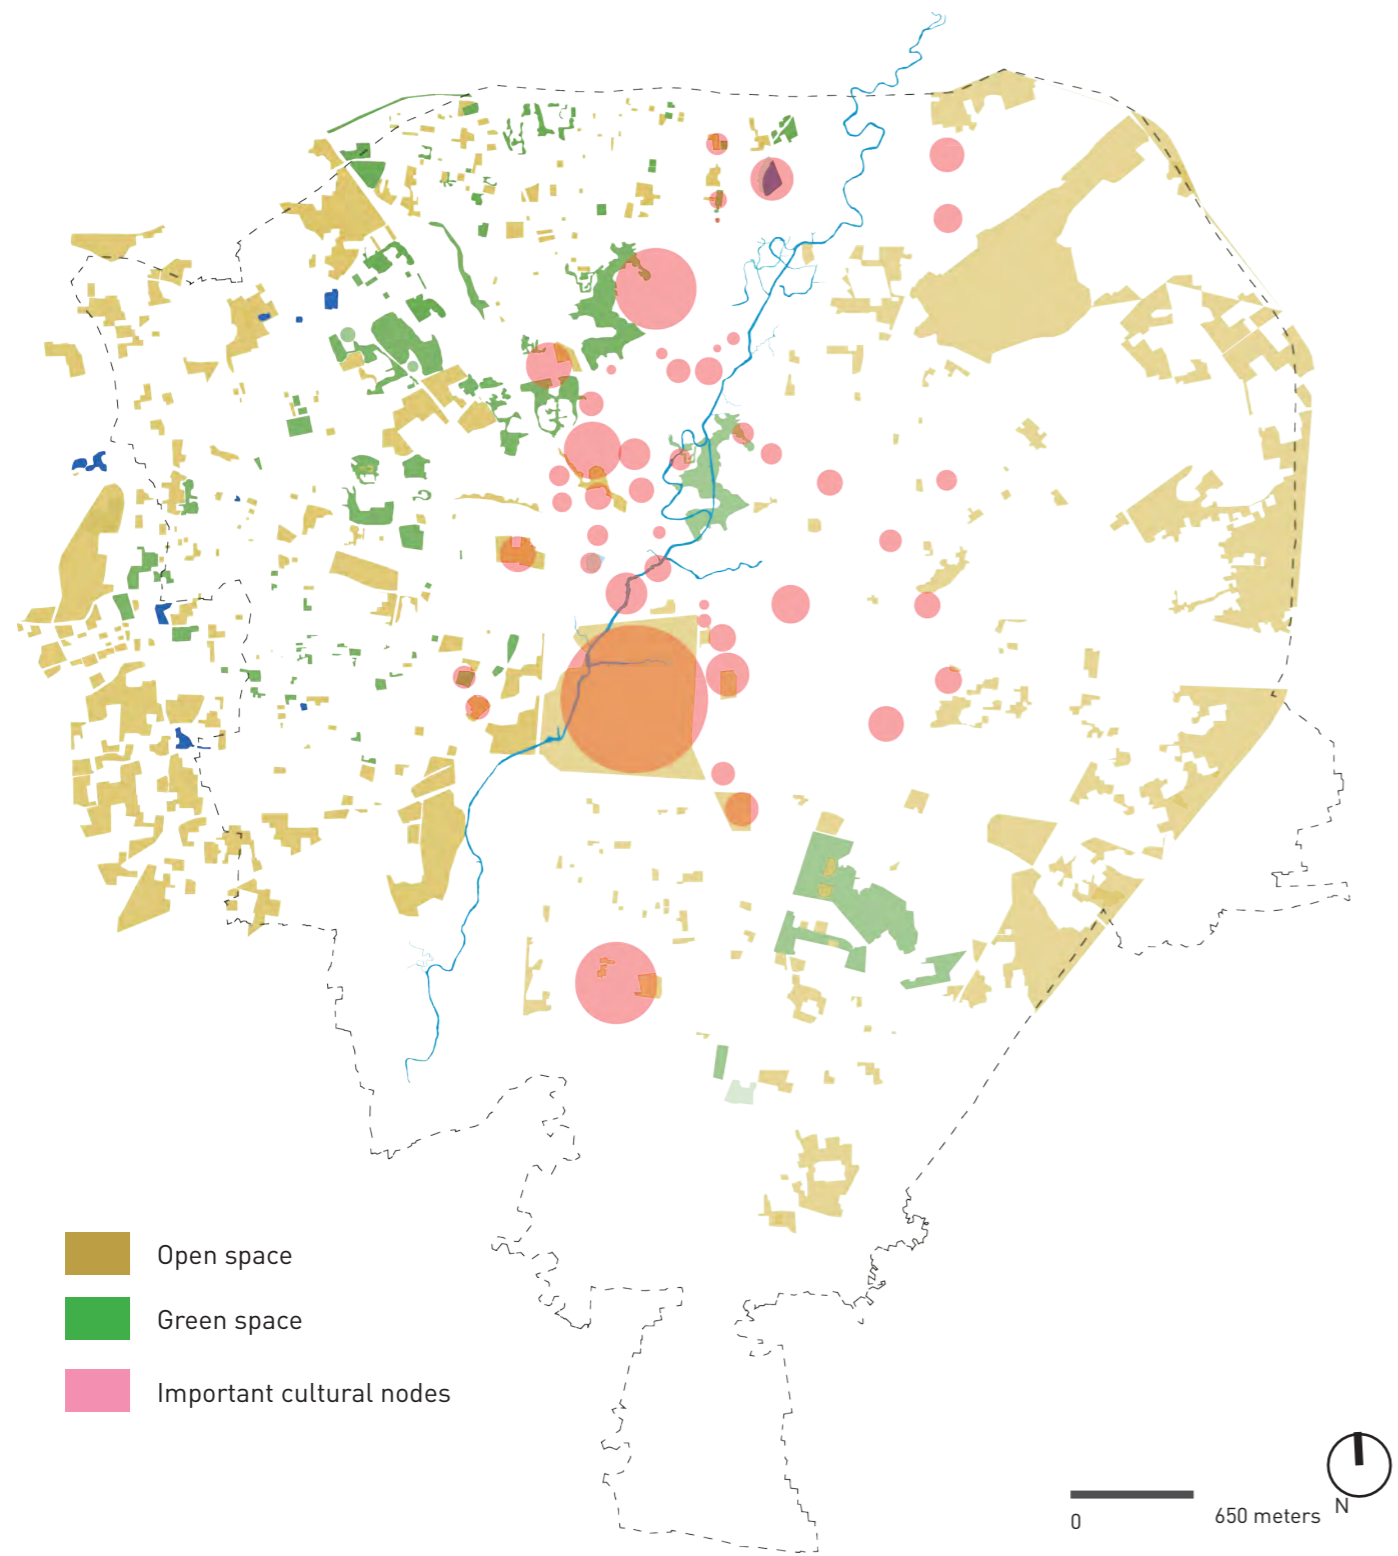 Open space
Green space
Important cultural nodes
0
650 meters
N